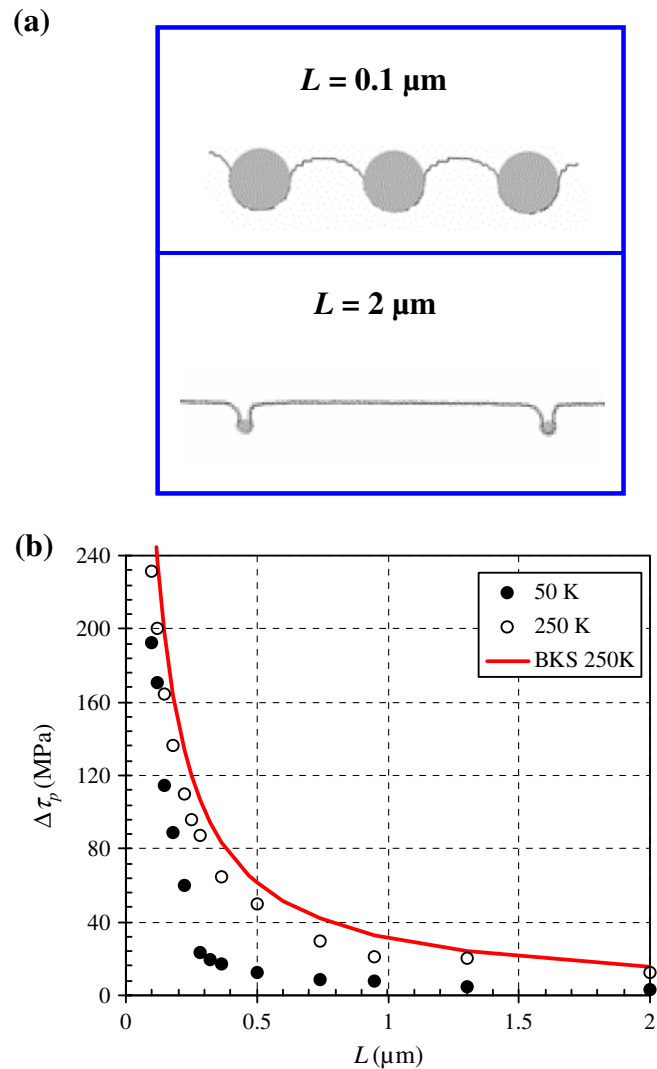 (a)
L = 0.1 µm
L = 2 µm
(b)
240
200
160
120
80
40
0
Δτp (MPa)
50 K
250 K
BKS 250K
0
0.5
1
1.5
2
L (µm)